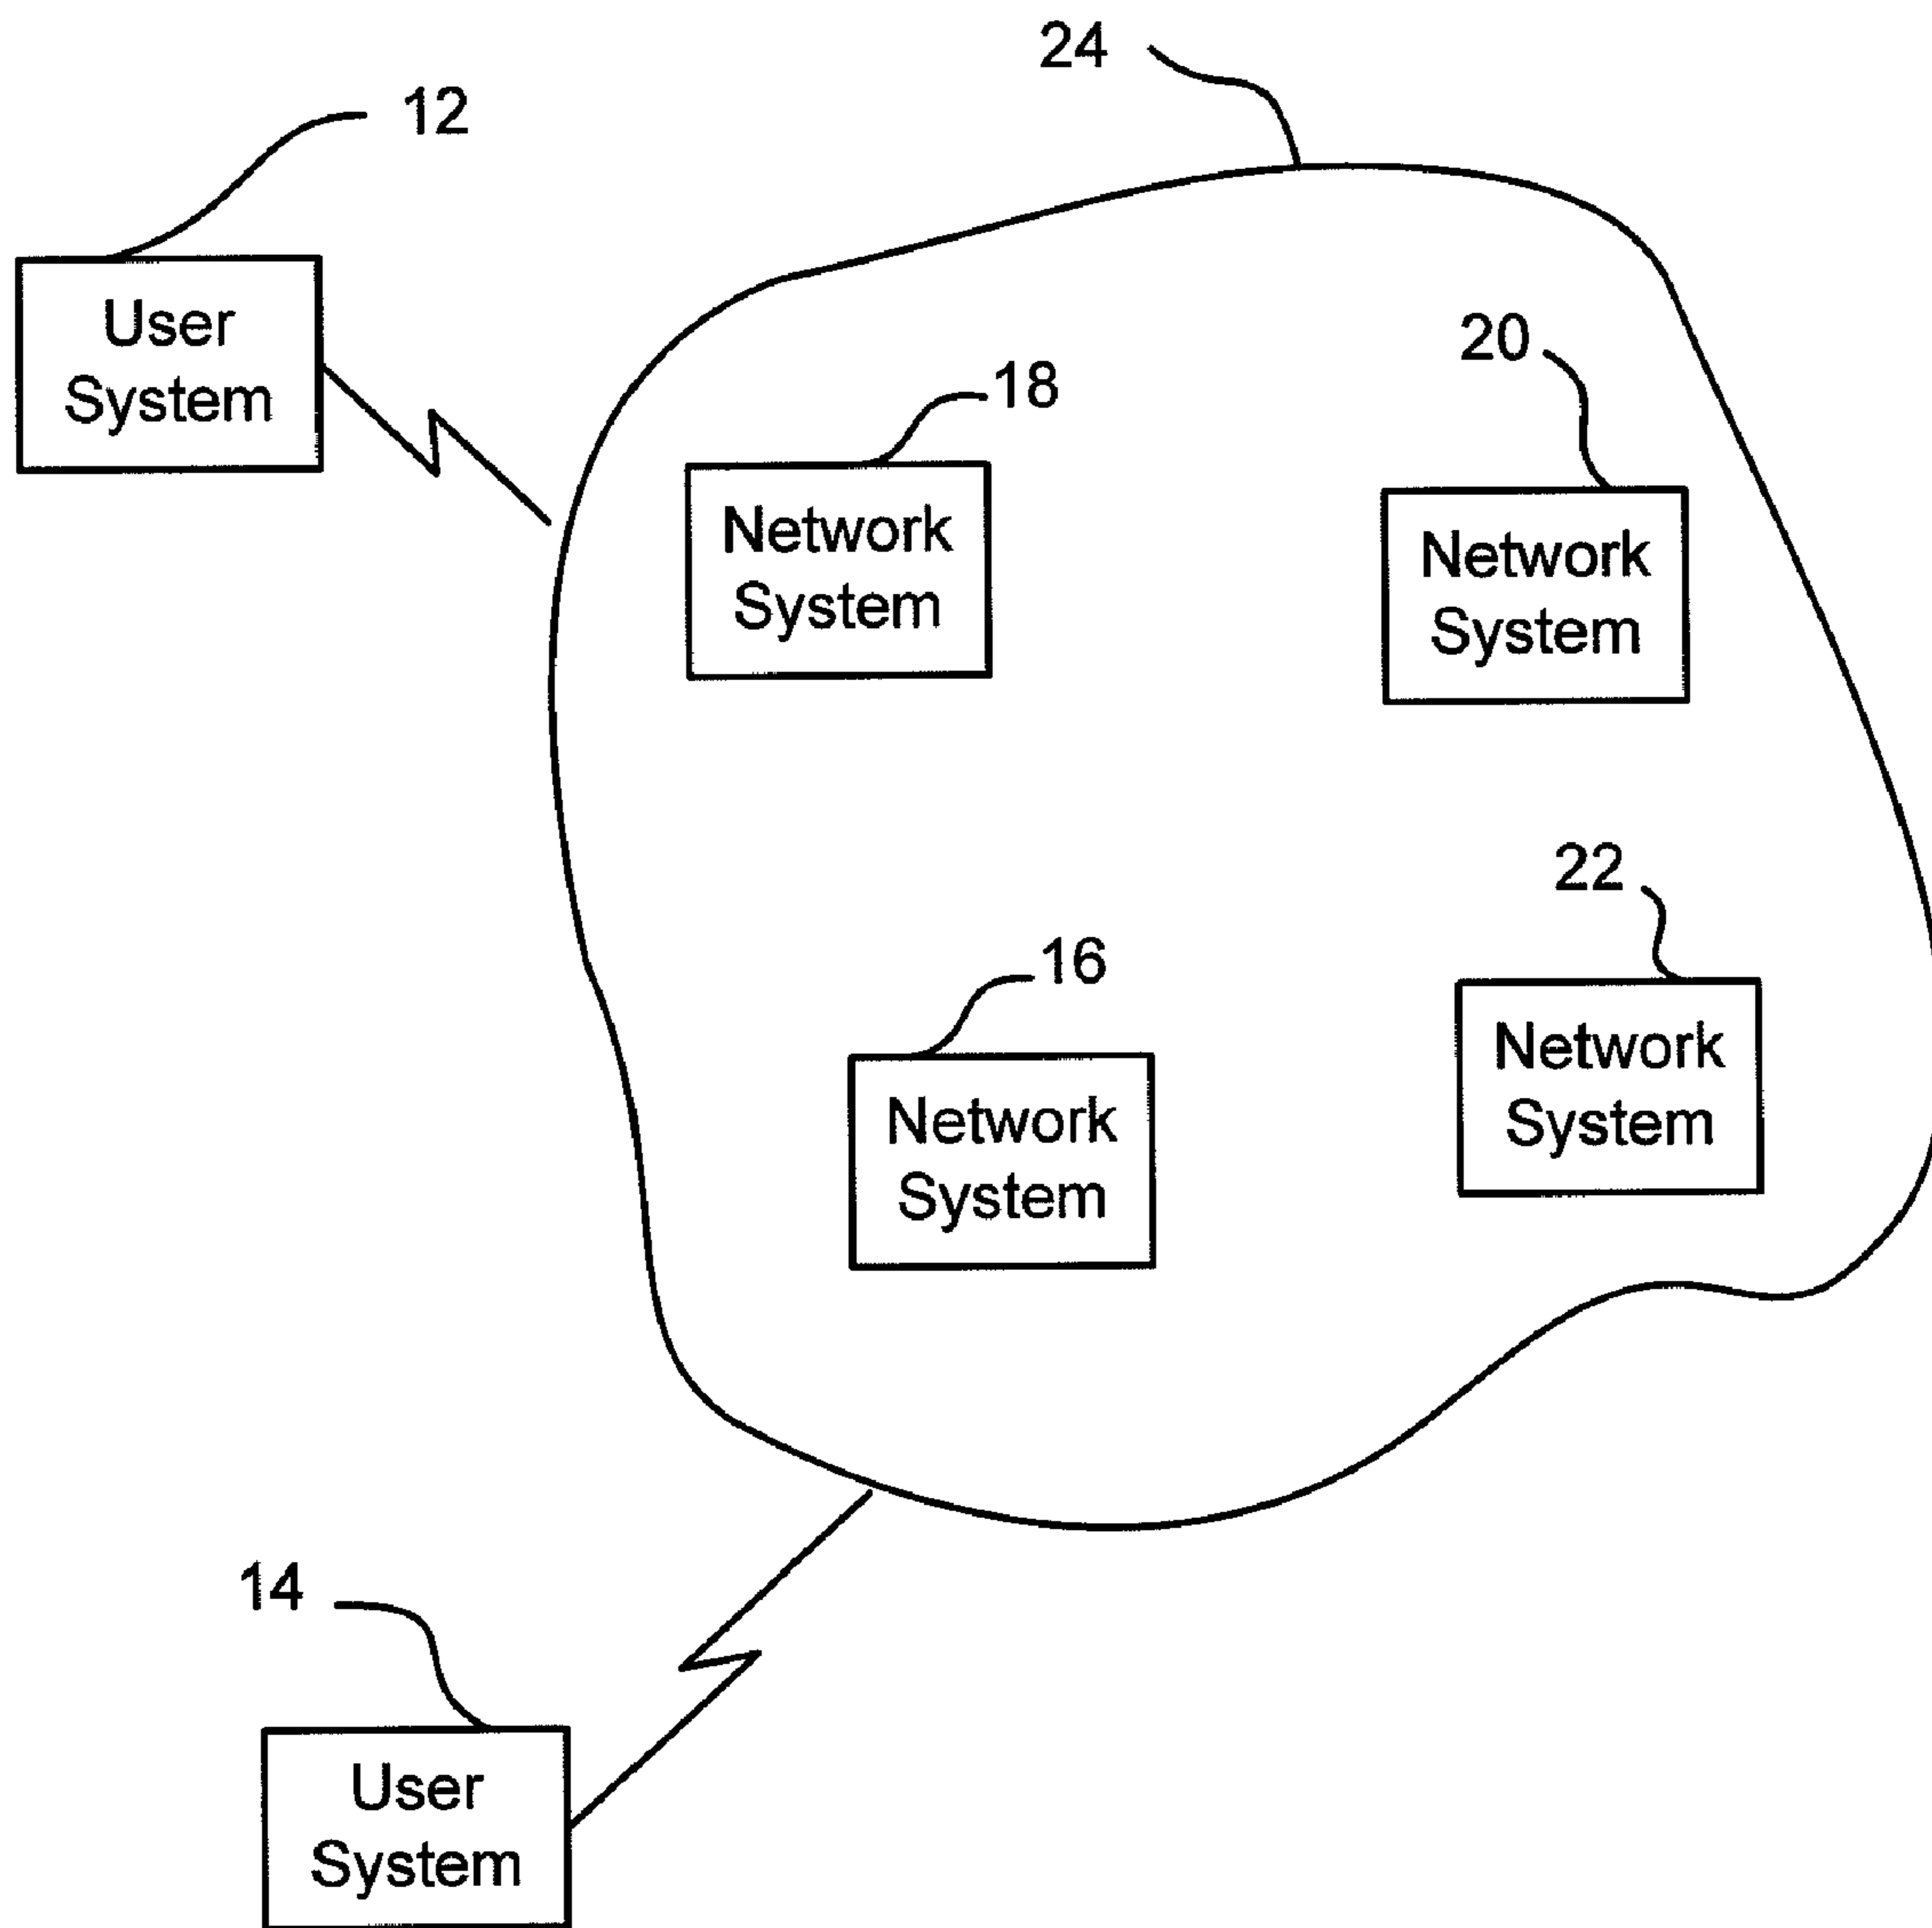 24
12
User
System
20
18
Network
System
Network
System
22
16
Network
System
Network
System
14
User
System